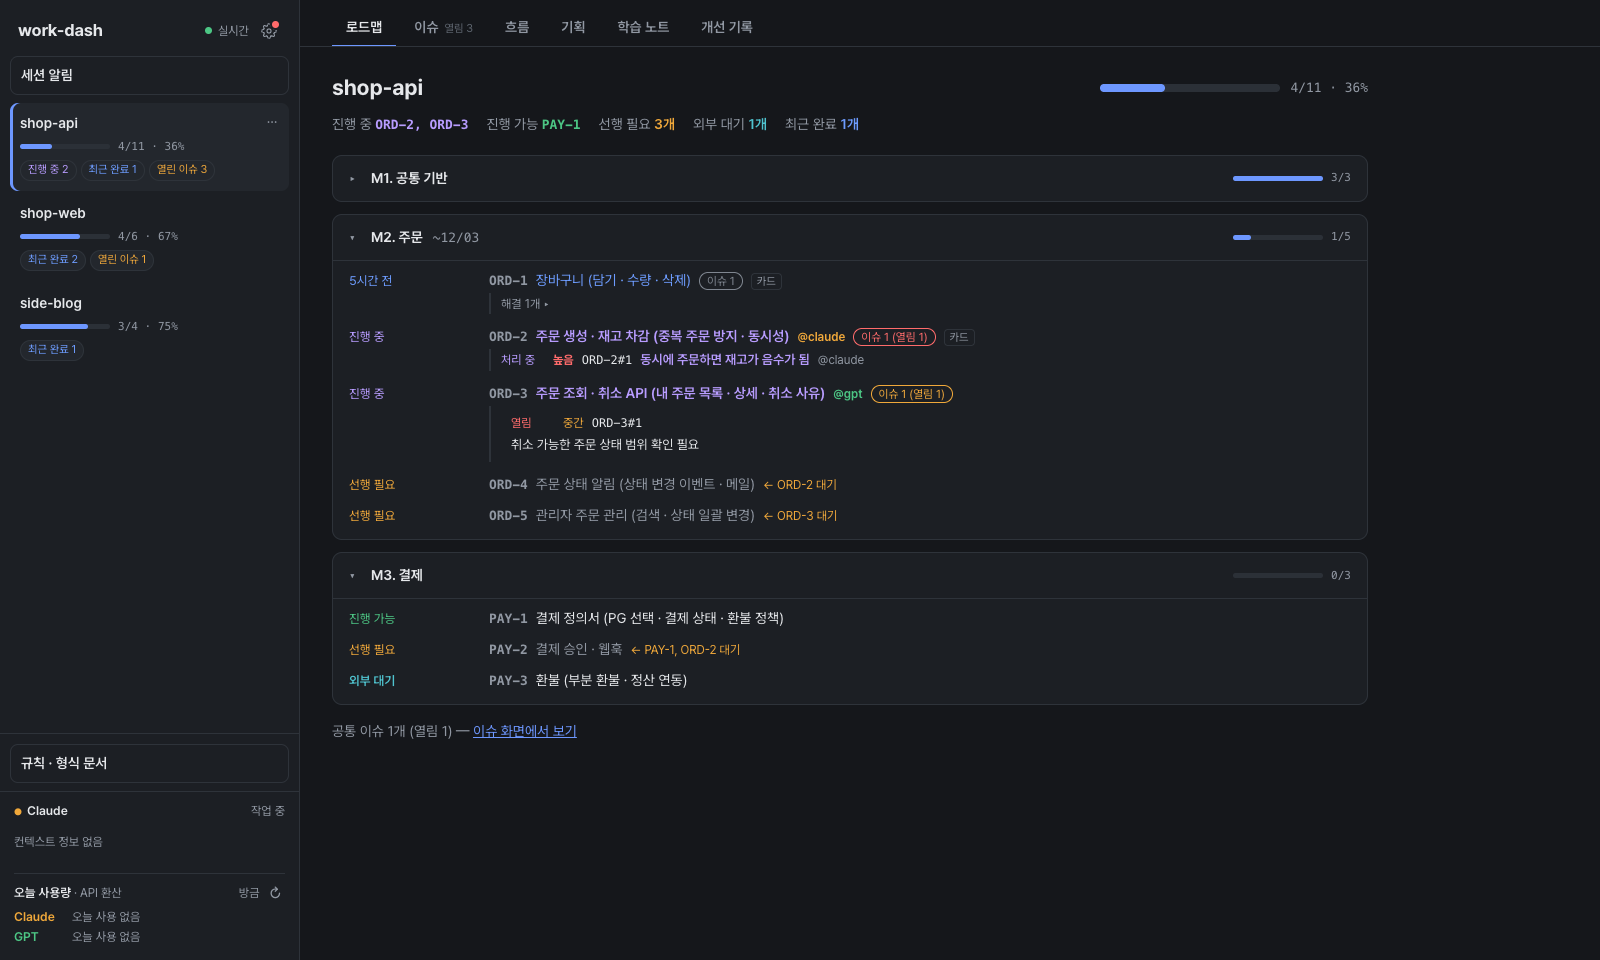 work-dash
실시간
세션 알림
shop-api ···
4/11 · 36%
진행 중 2 최근 완료 1 열린 이슈 3
shop-web
4/6 · 67%
최근 완료 2 열린 이슈 1
side-blog
3/4 · 75%
최근 완료 1
규칙 · 형식 문서
Claude 작업 중
컨텍스트 정보 없음
오늘 사용량 · API 환산 방금
Claude 오늘 사용 없음
GPT 오늘 사용 없음
로드맵 이슈 열림 3 흐름 기획 학습 노트 개선 기록
shop-api 4/11 · 36%
진행 중 ORD-2, ORD-3 진행 가능 PAY-1 선행 필요 3개 외부 대기 1개 최근 완료 1개
▸ M1. 공통 기반 3/3
▾ M2. 주문 ~12/03 1/5
5시간 전 ORD-1 장바구니 (담기 · 수량 · 삭제) 이슈 1 카드
해결 1개 ▸
진행 중 ORD-2 주문 생성 · 재고 차감 (중복 주문 방지 · 동시성) @claude 이슈 1 (열림 1) 카드
처리 중 높음 ORD-2#1 동시에 주문하면 재고가 음수가 됨 @claude
진행 중 ORD-3 주문 조회 · 취소 API (내 주문 목록 · 상세 · 취소 사유) @gpt 이슈 1 (열림 1)
열림 중간 ORD-3#1
취소 가능한 주문 상태 범위 확인 필요
선행 필요 ORD-4 주문 상태 알림 (상태 변경 이벤트 · 메일) ← ORD-2 대기
선행 필요 ORD-5 관리자 주문 관리 (검색 · 상태 일괄 변경) ← ORD-3 대기
▾ M3. 결제 0/3
진행 가능 PAY-1 결제 정의서 (PG 선택 · 결제 상태 · 환불 정책)
선행 필요 PAY-2 결제 승인 · 웹훅 ← PAY-1, ORD-2 대기
외부 대기 PAY-3 환불 (부분 환불 · 정산 연동)
공통 이슈 1개 (열림 1) — 이슈 화면에서 보기